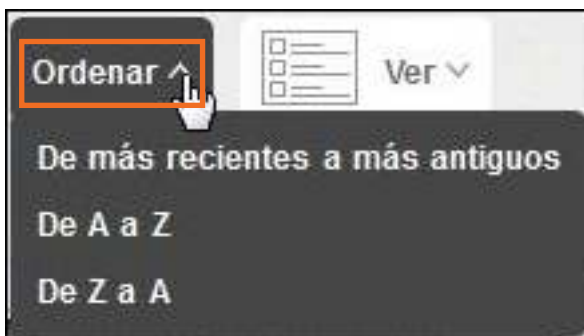 Ordenar Ver
De más recientes a más antiguos
De A a Z
De Z a A